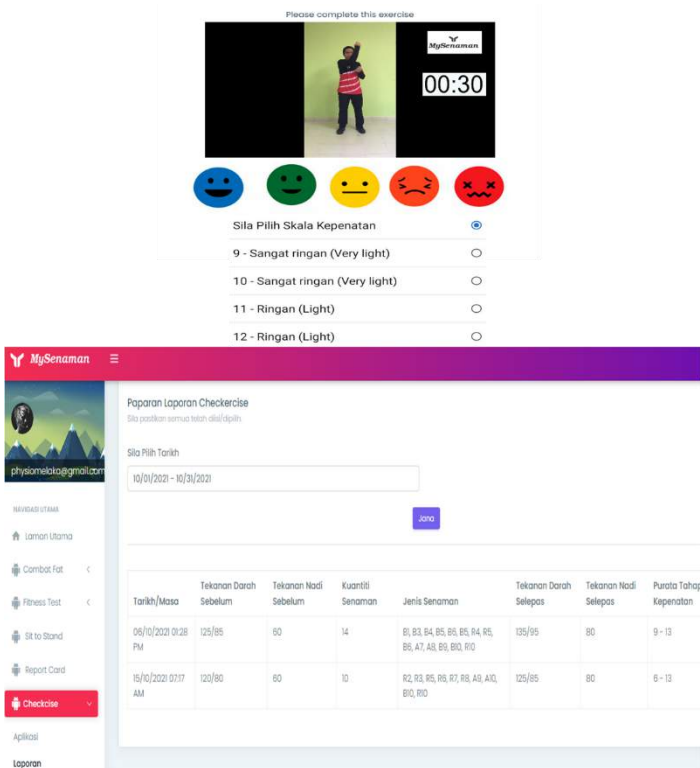 Please complete this exercise
MySenaman
00:30
Sila Pilih Skala Kepenatan
9 - Sangat ringan (Very light)
10 - Sangat ringan (Very light)
11 - Ringan (Light)
12 - Ringan (Light)
MySenaman
physiomelaka@gmail.com
NAVIGASI UTAMA
Laman Utama
Combat Fat
Fitness Test
Sit to Stand
Report Card
Checkcise
Aplikasi
Laporan
Paparan Laporan Checkercise
Sila pastikan semua telah diisi/dipilih
Sila Pilih Tarikh
10/01/2021 - 10/31/2021
Jana
Tarikh/Masa Tekanan Darah Sebelum Tekanan Nadi Sebelum Kuantiti Senaman Jenis Senaman Tekanan Darah Selepas Tekanan Nadi Selepas Purata Tahap Kepenatan
06/10/2021 01:28 PM 125/85 60 14 B1, B3, B4, B5, B6, B5, R4, R5, B6, A7, A8, B9, B10, R10 135/95 80 9 - 13
15/10/2021 07:17 AM 120/80 60 10 R2, R3, R5, R6, R7, R8, A9, A10, B10, R10 125/85 80 6 - 13